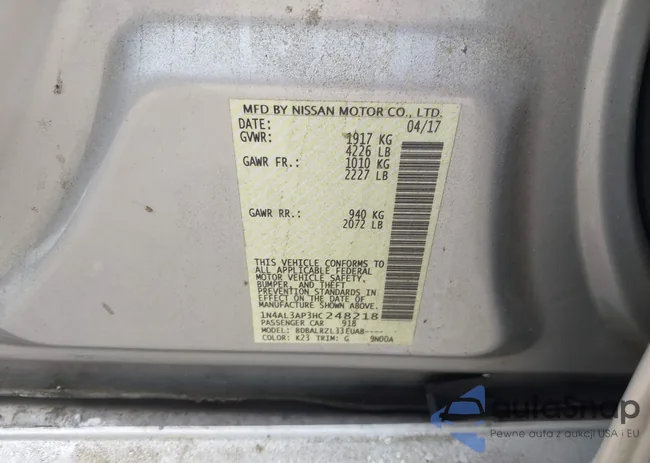 MFD BY NISSAN MOTOR CO., LTD.
DATE: 04/17
GVWR: 1917 KG
4226 LB
GAWR FR.: 1010 KG
2227 LB
GAWR RR.: 940 KG
2072 LB
THIS VEHICLE CONFORMS TO
ALL APPLICABLE FEDERAL
MOTOR VEHICLE SAFETY,
BUMPER, AND THEFT
PREVENTION STANDARDS IN
EFFECT ON THE DATE OF
MANUFACTURE SHOWN ABOVE.
1N4AL3AP3HC248218
PASSENGER CAR 918
MODEL: BDBALRZL33EUA8----
COLOR: K23 TRIM: G 9N00A
autoSnap
Pewne auta z aukcji USA i EU